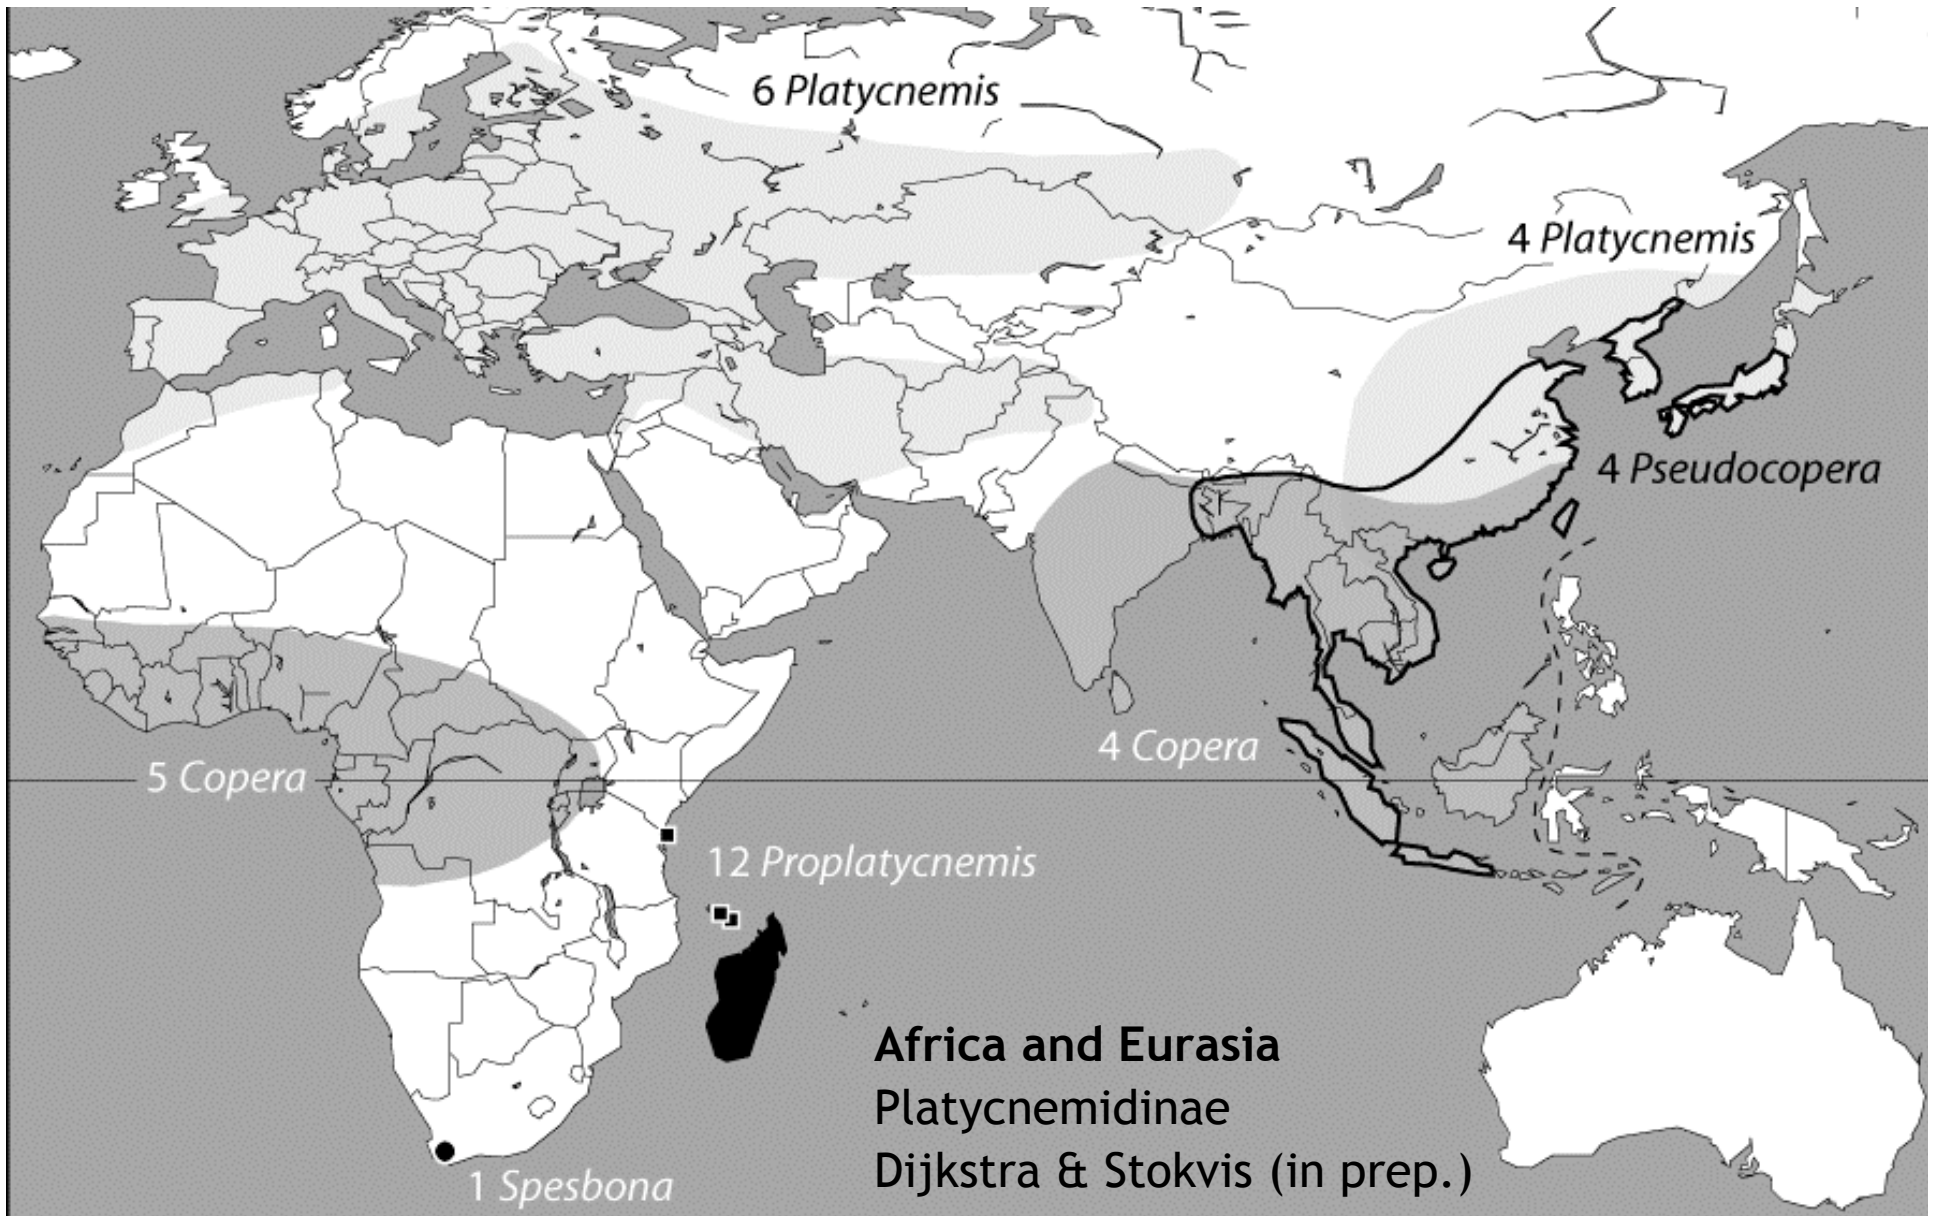 6 Platycnemis
4 Platycnemis
4 Pseudocopera
4 Copera
5 Copera
12 Proplatycnemis
Africa and Eurasia
Platycnemidinae
Dijkstra & Stokvis (in prep.)
1 Spesbona